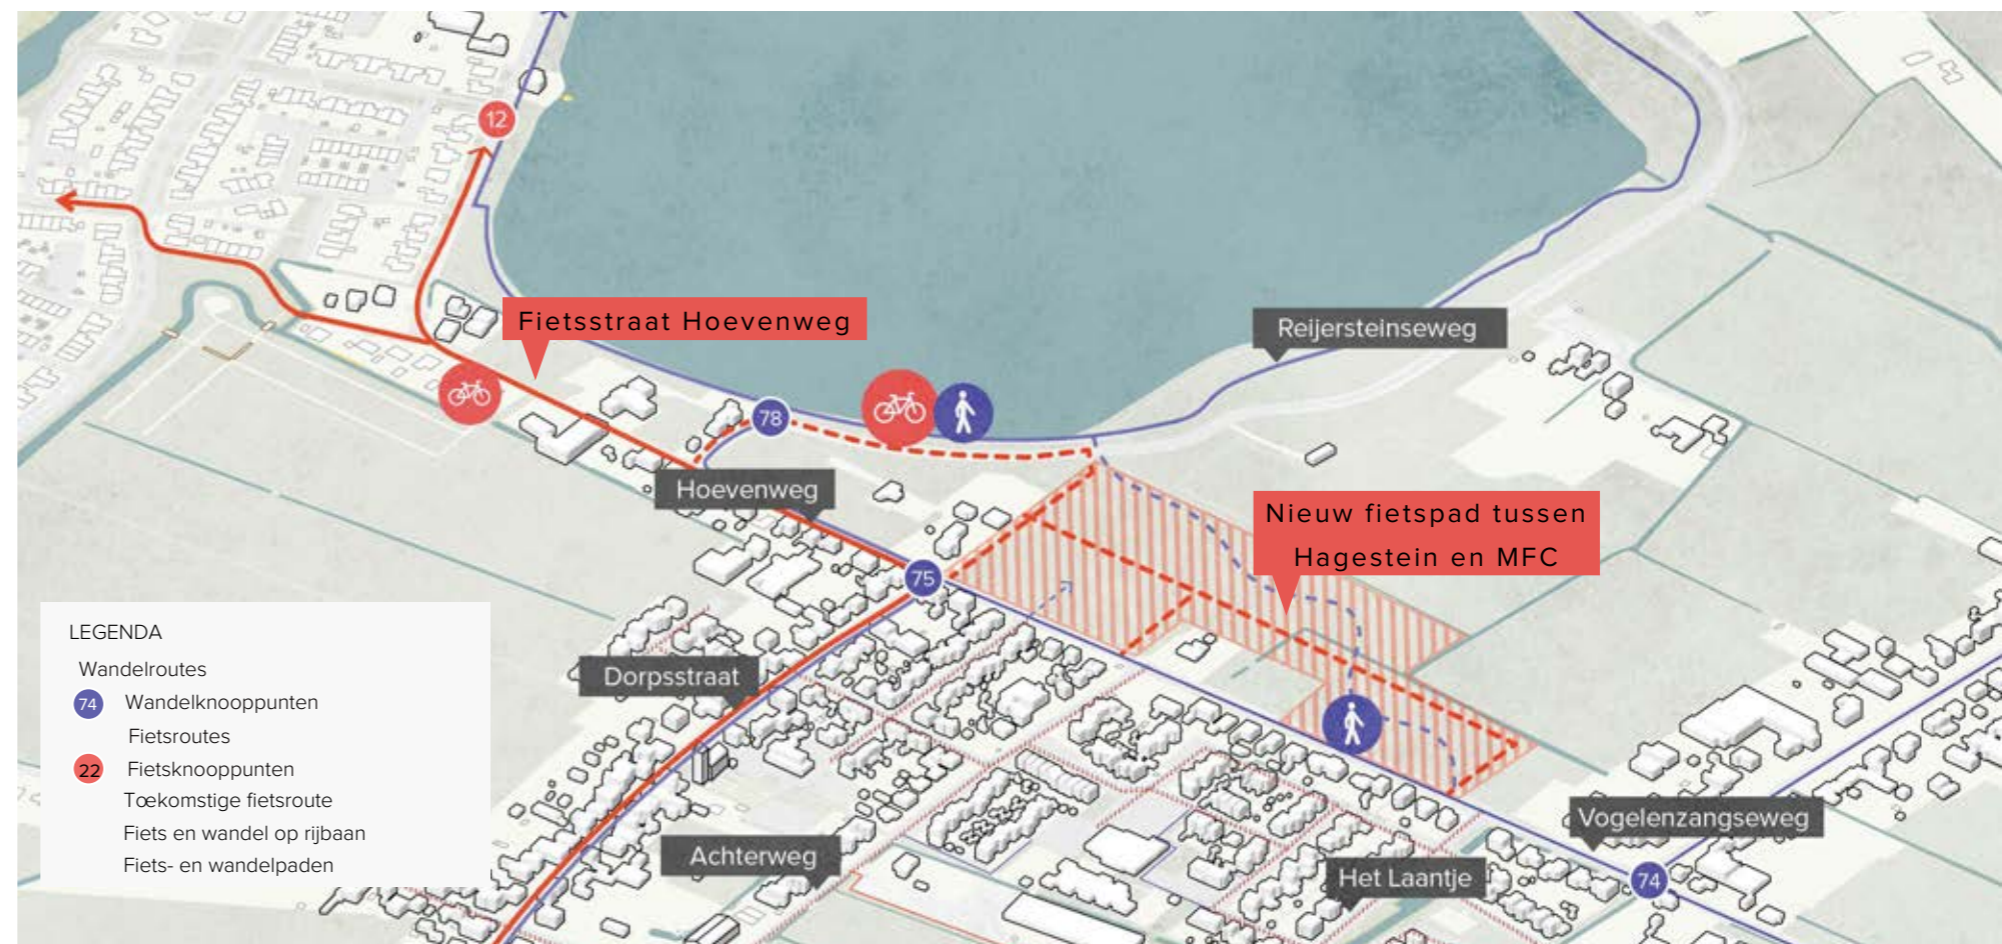 12
Fietsstraat Hoevenweg
Reijersteinseweg
78
Hoevenweg
Nieuw fietspad tussen
Hagestein en MFC
75
Dorpsstraat
Achterweg
Vogelenzangseweg
Het Laantje
74
LEGENDA
Wandelroutes
74 Wandelknooppunten
Fietsroutes
22 Fietsknooppunten
Toekomstige fietsroute
Fiets en wandel op rijbaan
Fiets- en wandelpaden